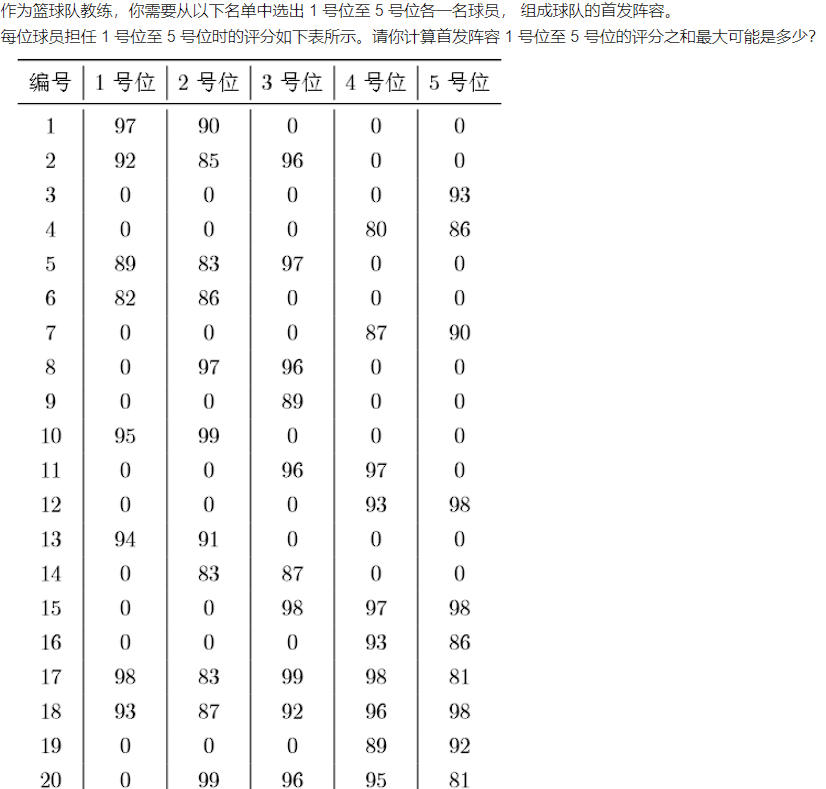 作为篮球队教练，你需要从以下名单中选出 1 号位至 5 号位各一名球员， 组成球队的首发阵容。
每位球员担任 1 号位至 5 号位时的评分如下表所示。请你计算首发阵容 1 号位至 5 号位的评分之和最大可能是多少？
编号 1 号位 2 号位 3 号位 4 号位 5 号位
1 97 90 0 0 0
2 92 85 96 0 0
3 0 0 0 0 93
4 0 0 0 80 86
5 89 83 97 0 0
6 82 86 0 0 0
7 0 0 0 87 90
8 0 97 96 0 0
9 0 0 89 0 0
10 95 99 0 0 0
11 0 0 96 97 0
12 0 0 0 93 98
13 94 91 0 0 0
14 0 83 87 0 0
15 0 0 98 97 98
16 0 0 0 93 86
17 98 83 99 98 81
18 93 87 92 96 98
19 0 0 0 89 92
20 0 99 96 95 81